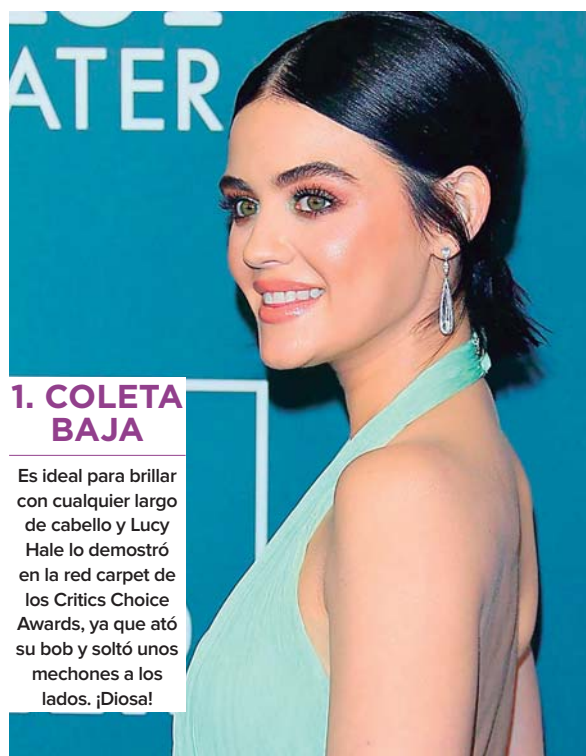 ATER
1. COLETA
BAJA
Es ideal para brillar
con cualquier largo
de cabello y Lucy
Hale lo demostró
en la red carpet de
los Critics Choice
Awards, ya que ató
su bob y soltó unos
mechones a los
lados. ¡Diosa!